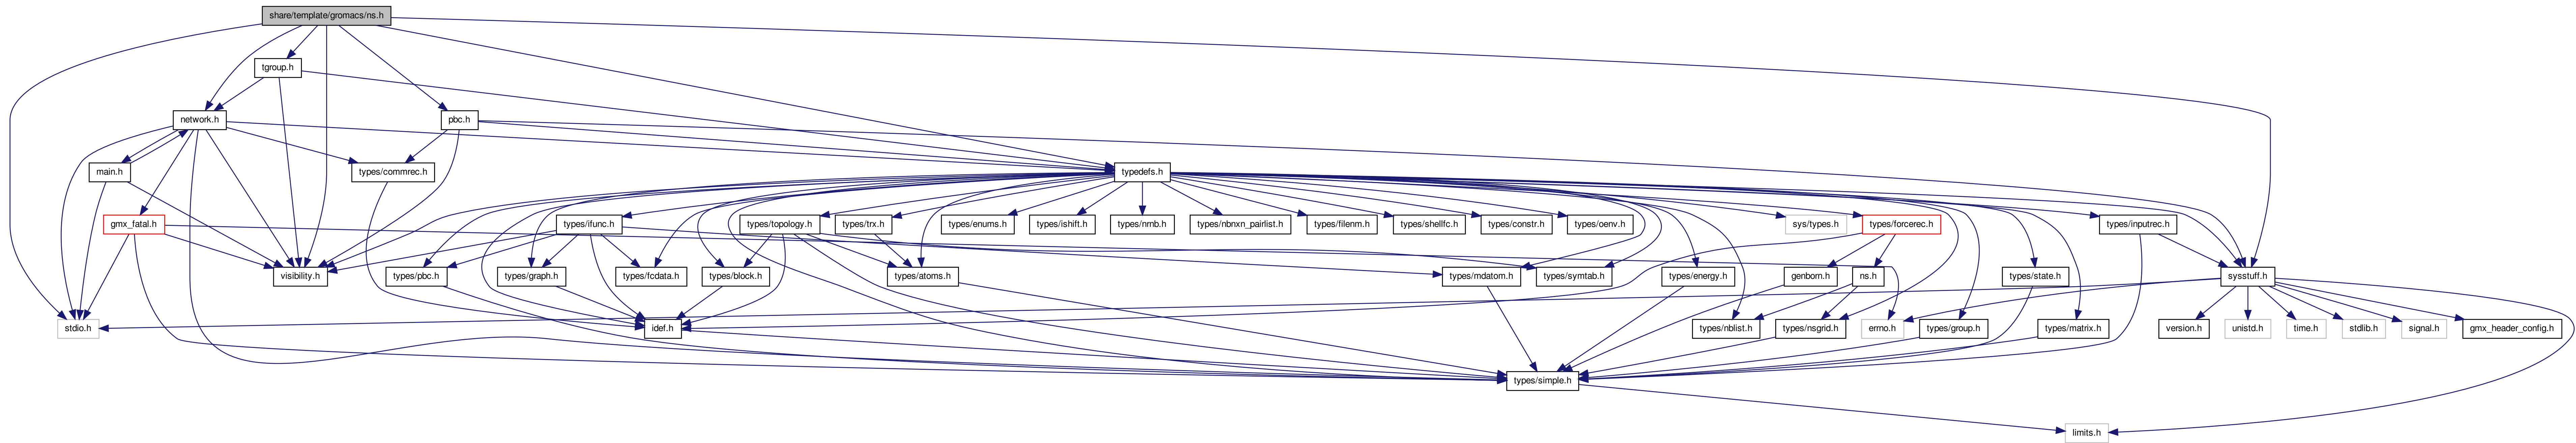 share/template/gromacs/ns.h
tgroup.h
network.h
pbc.h
main.h
types/commrec.h
typedefs.h
gmx_fatal.h
types/ifunc.h
types/topology.h
types/trx.h
types/enums.h
types/ishift.h
types/nrnb.h
types/nbnxn_pairlist.h
types/filenm.h
types/shellfc.h
types/constr.h
types/oenv.h
sys/types.h
types/forcerec.h
types/inputrec.h
visibility.h
types/pbc.h
types/graph.h
types/fcdata.h
types/block.h
types/atoms.h
types/mdatom.h
types/symtab.h
types/energy.h
genborn.h
ns.h
types/state.h
sysstuff.h
stdio.h
idef.h
types/nblist.h
types/nsgrid.h
errno.h
types/group.h
types/matrix.h
version.h
unistd.h
time.h
stdlib.h
signal.h
gmx_header_config.h
types/simple.h
limits.h